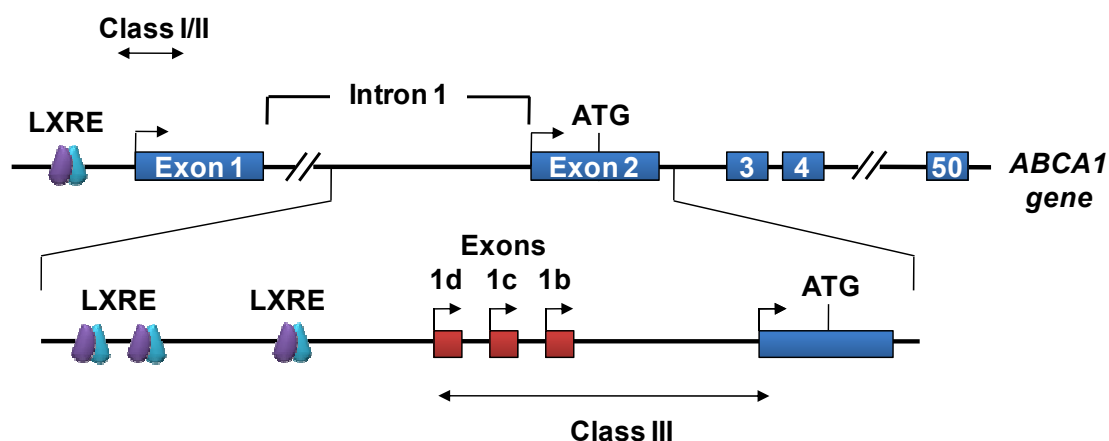 Class I/II
Intron 1
LXRE
ATG
Exon 1
Exon 2
3
4
50
ABCA1
gene
Exons
1d 1c 1b
LXRE
LXRE
ATG
Class III